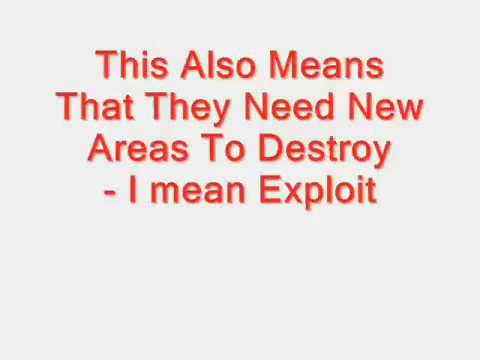 This Also Means
That They Need New
Areas To Destroy
- I mean Exploit